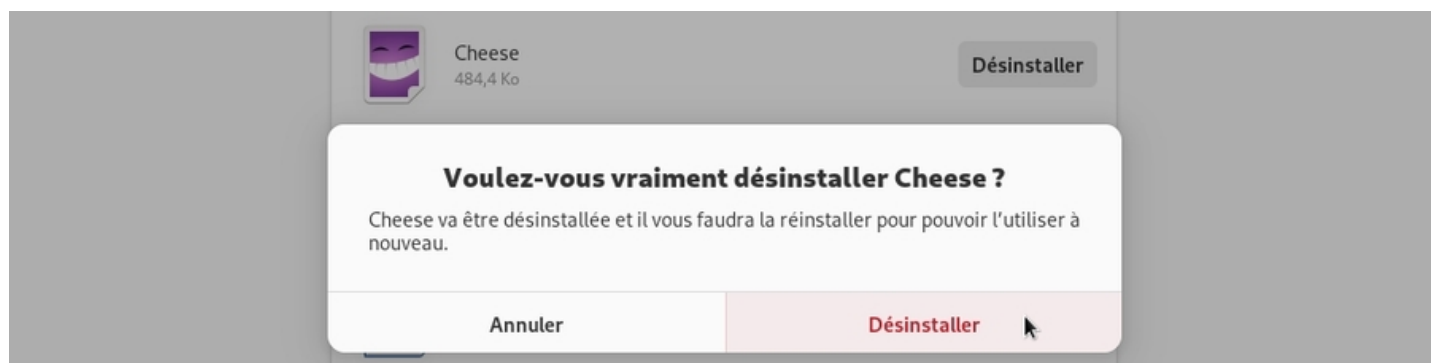 Cheese
484,4 Ko
Désinstaller
Voulez-vous vraiment désinstaller Cheese ?
Cheese va être désinstallée et il vous faudra la réinstaller pour pouvoir l’utiliser à
nouveau.
Annuler
Désinstaller